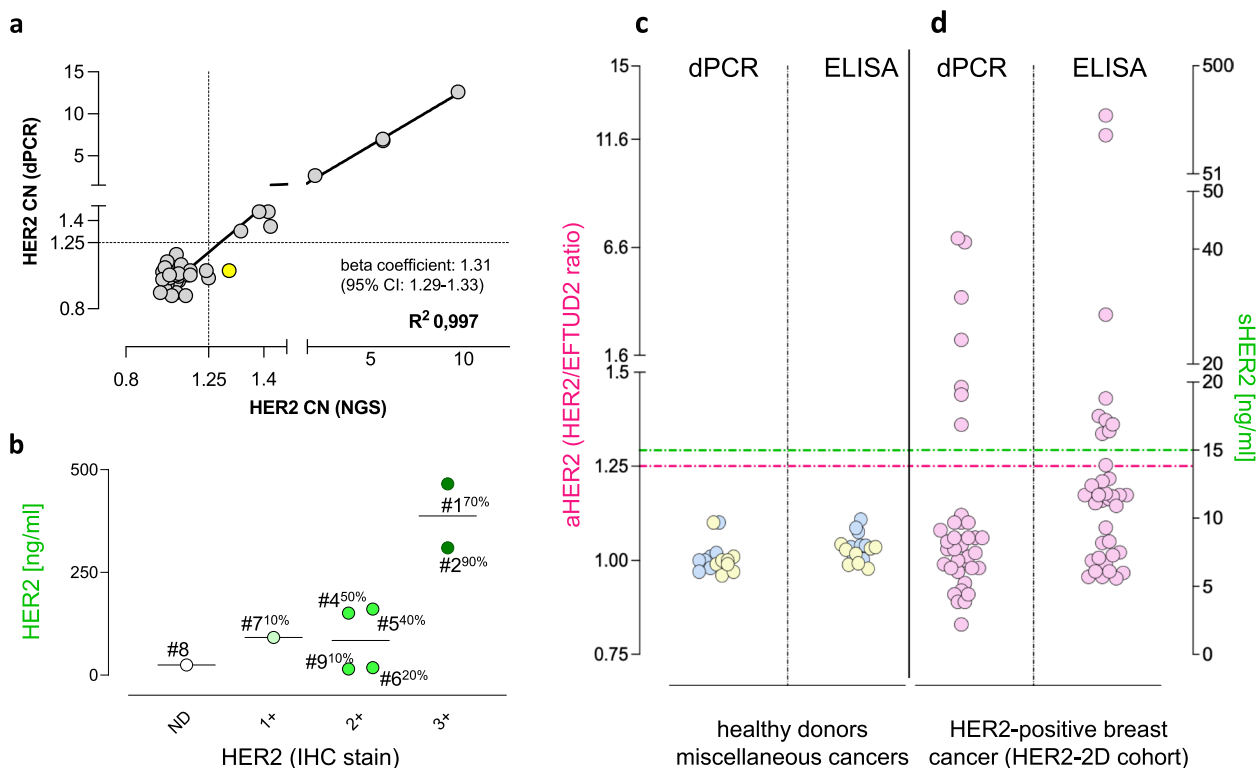 a
15
10
5
1.4
1.25
0.8
HER2 CN (dPCR)
beta coefficient: 1.31
(95% CI: 1.29-1.33)
R² 0,997
0.8
1.25
1.4
5
10
HER2 CN (NGS)
b
500
250
0
HER2 [ng/ml]
#1⁷⁰%
#2⁹⁰%
#4⁵⁰%
#5⁴⁰%
#7¹⁰%
#8
#9¹⁰%
#6²⁰%
ND
1+
2+
3+
HER2 (IHC stain)
c
dPCR
ELISA
15
11.6
6.6
1.6
1.5
1.25
1.00
0.75
aHER2 (HER2/EFTUD2 ratio)
healthy donors
miscellaneous cancers
d
dPCR
ELISA
500
51
50
40
20
20
15
10
5
0
sHER2 [ng/ml]
HER2-positive breast
cancer (HER2-2D cohort)